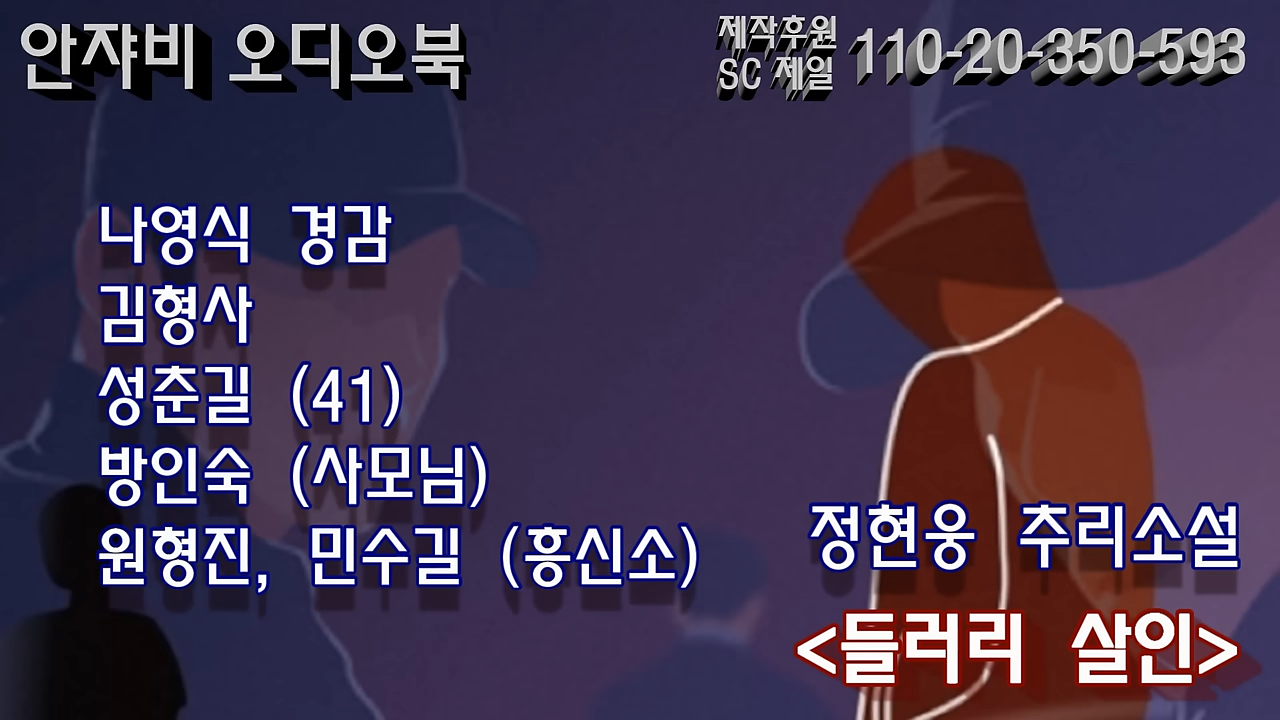 안쟈비 오디오북
제작후원
SC 제일
110-20-350-593
나영식 경감
김형사
성춘길 (41)
방인숙 (사모님)
원형진, 민수길 (흥신소)
정현웅 추리소설
<들러리 살인>